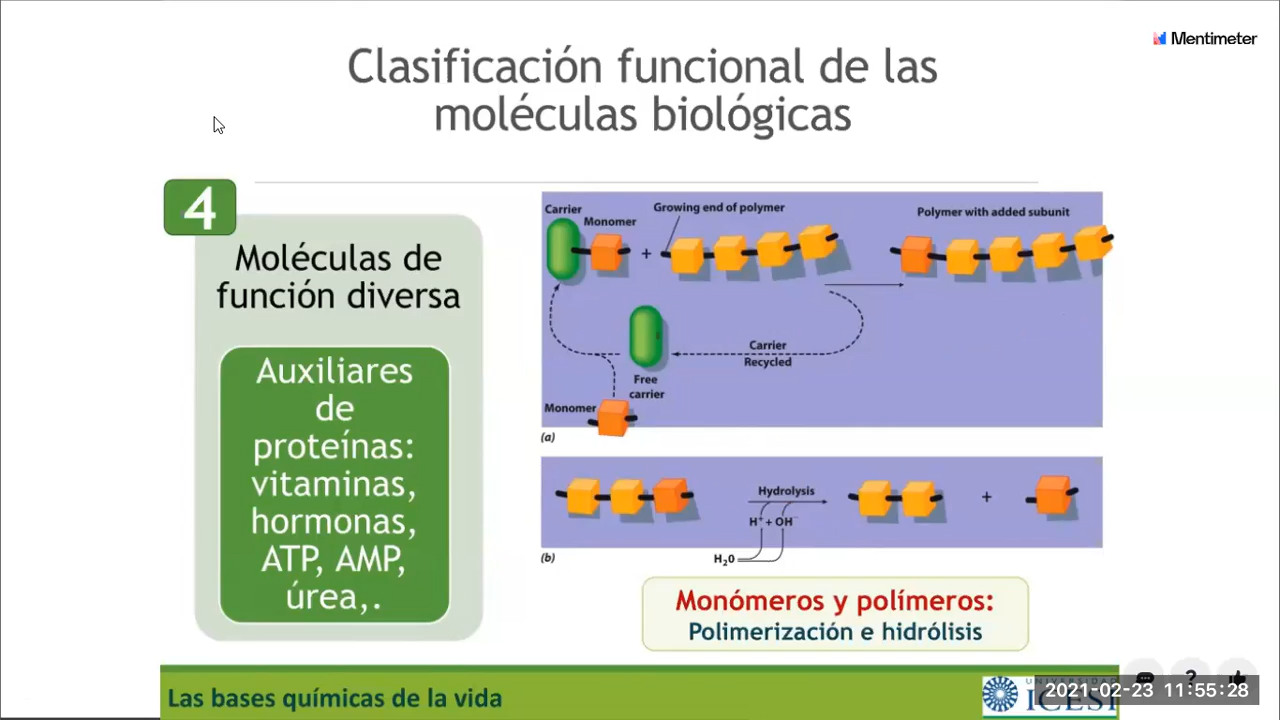 Mentimeter
Clasificación funcional de las
moléculas biológicas
4
Moléculas de
función diversa
Auxiliares
de
proteínas:
vitaminas,
hormonas,
ATP, AMP,
úrea,.
Carrier
Monomer
Growing end of polymer
Polymer with added subunit
+
Carrier
Recycled
Free
carrier
Monomer
(a)
Hydrolysis
+
H⁺ + OH⁻
H₂0
(b)
Monómeros y polímeros:
Polimerización e hidrólisis
Las bases químicas de la vida
ICESI
2021-02-23 11:55:28